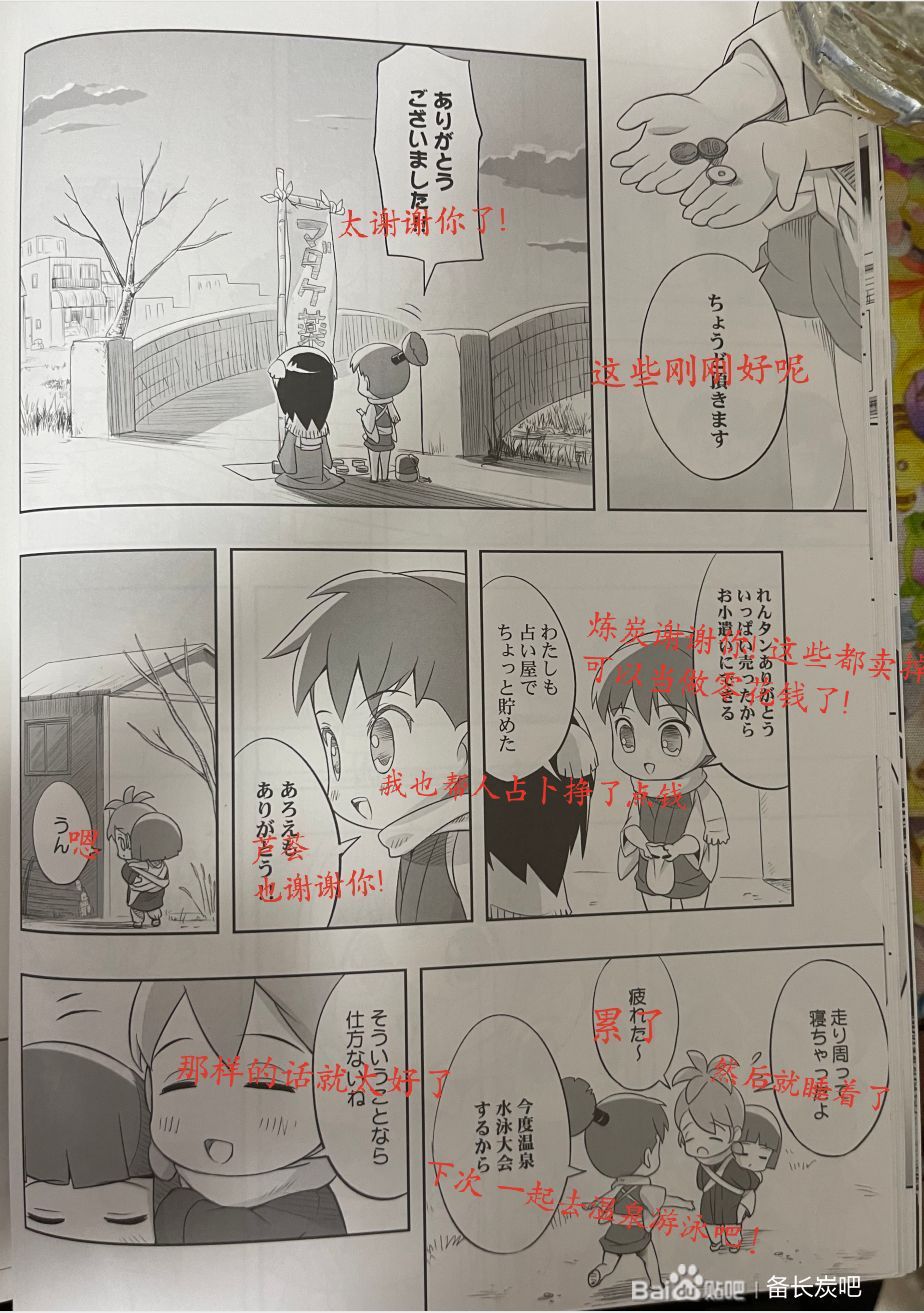 ちょうど頂きます
这些刚刚好呢
ありがとう
ございました!!
太谢谢你了!
マダケ薬
れんタンありがとう
いっぱい売ったから
お小遣いにできる
炼炭谢谢你!这些都卖
可以当做零花钱了!
わたしも
占い屋で
ちょっと貯めた
我也帮人占卜挣了点钱
あろえも
ありがとう!
芦荟
也谢谢你!
うん
嗯
走り周って
寝ちゃったよ
然后就睡着了
疲れた〜
累了
今度温泉
水泳大会
するから
下次 一起去温泉游泳吧!
そういうことなら
仕方ないね
那样的话就太好了
Bai贴吧 | 备长炭吧